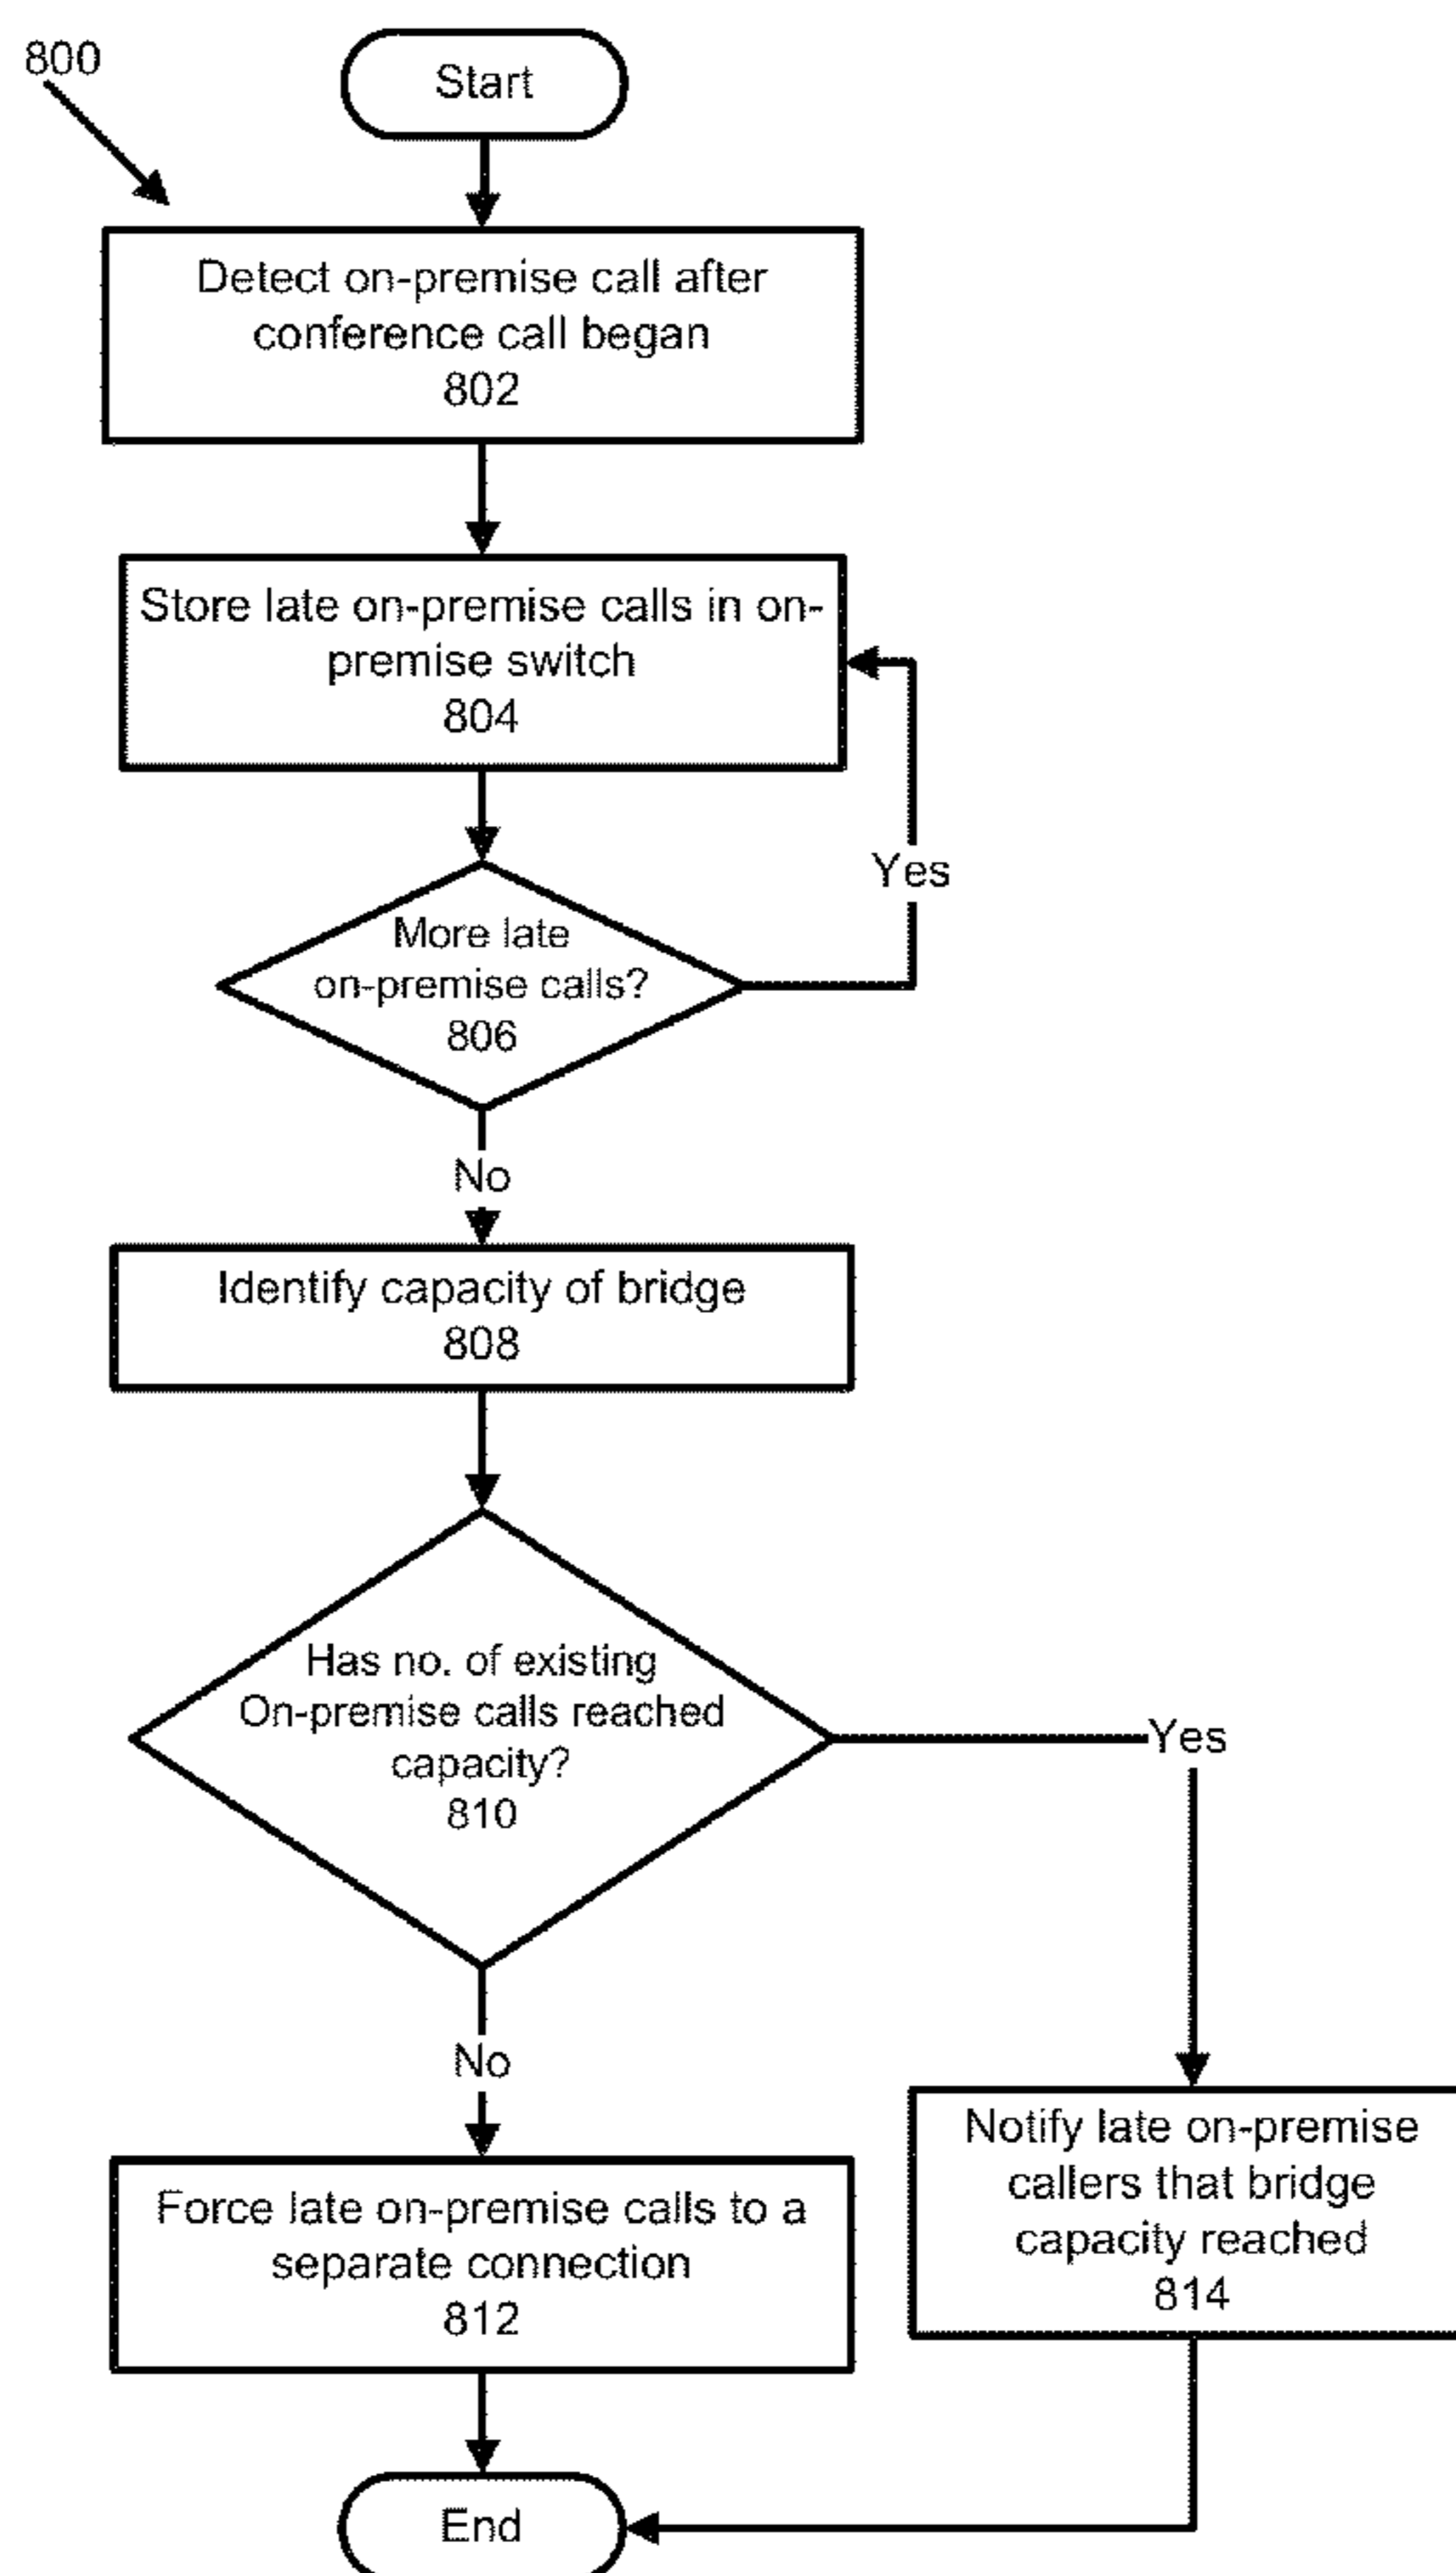 800
Start
Detect on-premise call after
conference call began
802
Store late on-premise calls in on-
premise switch
804
Yes
More late
on-premise calls?
806
No
Identify capacity of bridge
808
Has no. of existing
On-premise calls reached
capacity?
810
Yes
No
Notify late on-premise
callers that bridge
capacity reached
814
Force late on-premise calls to a
separate connection
812
End